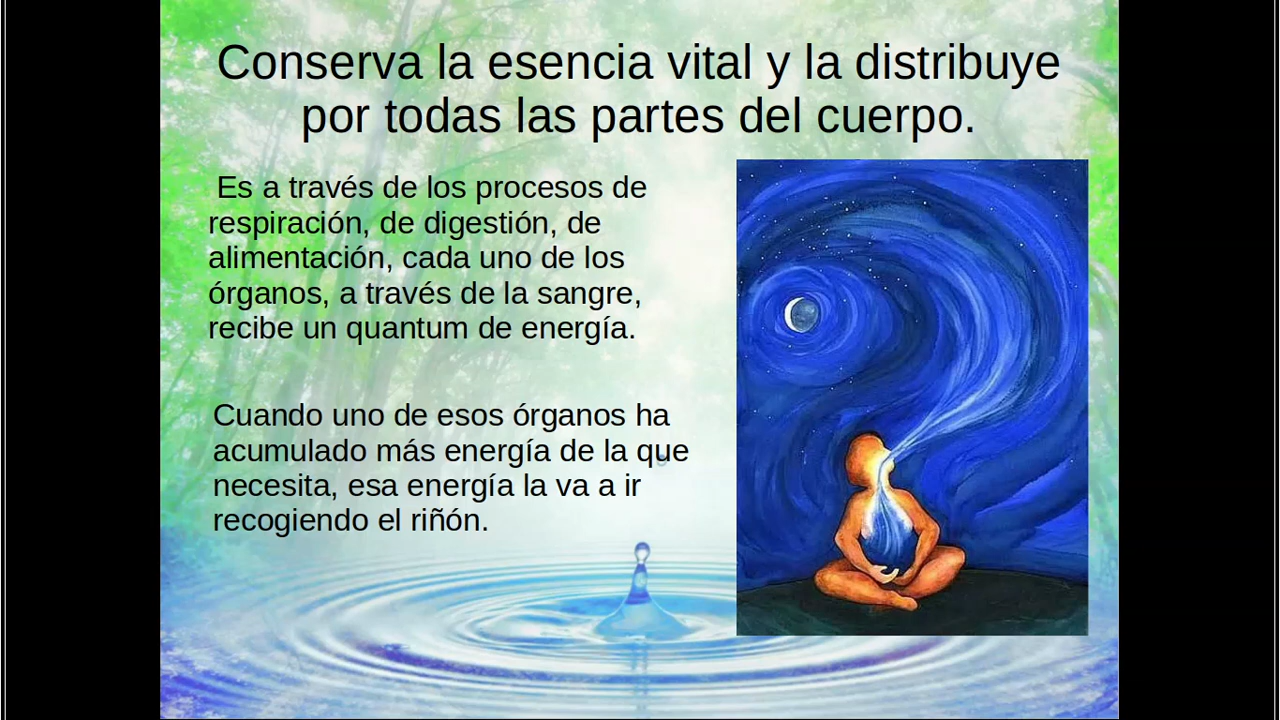 Conserva la esencia vital y la distribuye
por todas las partes del cuerpo.
Es a través de los procesos de
respiración, de digestión, de
alimentación, cada uno de los
órganos, a través de la sangre,
recibe un quantum de energía.
Cuando uno de esos órganos ha
acumulado más energía de la que
necesita, esa energía la va a ir
recogiendo el riñón.